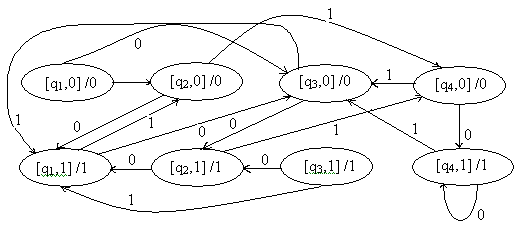 1
0
[q₁,0] /0 [q₂,0] /0 [q₃,0] /0 [q₄,0] /0
1
1 0 1 0 0 1 1 0
[q₁,1] /1 0 [q₂,1] /1 0 [q₃,1] /1 [q₄,1] /1
1 0